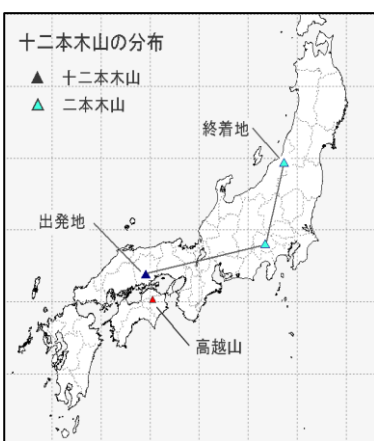 十二本木山の分布
▲ 十二本木山
▲ 二本木山
終着地
出発地
高越山